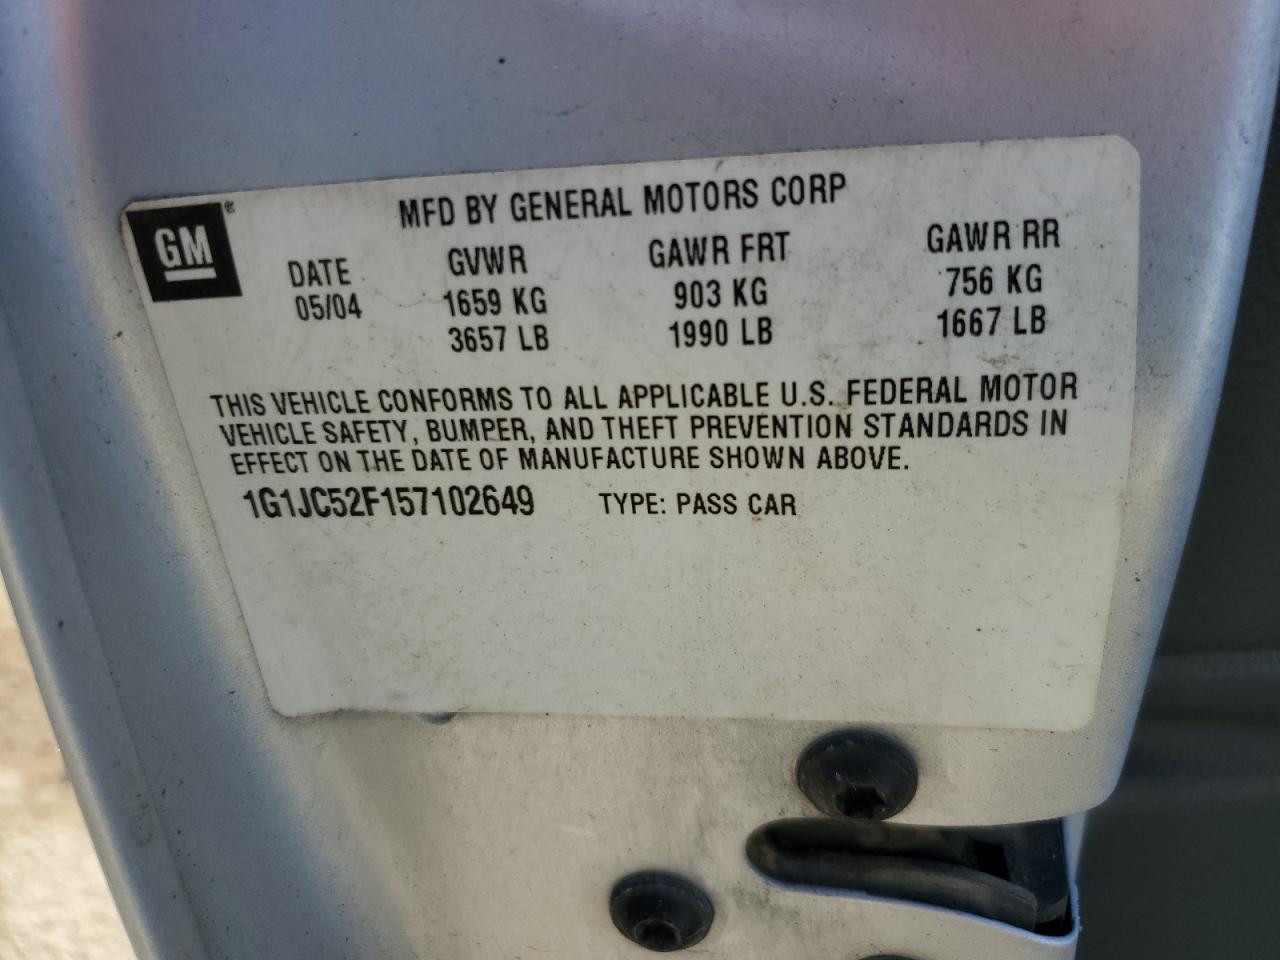 GM®
MFD BY GENERAL MOTORS CORP
DATE GVWR GAWR FRT GAWR RR
05/04 1659 KG 903 KG 756 KG
3657 LB 1990 LB 1667 LB
THIS VEHICLE CONFORMS TO ALL APPLICABLE U.S. FEDERAL MOTOR
VEHICLE SAFETY, BUMPER, AND THEFT PREVENTION STANDARDS IN
EFFECT ON THE DATE OF MANUFACTURE SHOWN ABOVE.
1G1JC52F157102649 TYPE: PASS CAR